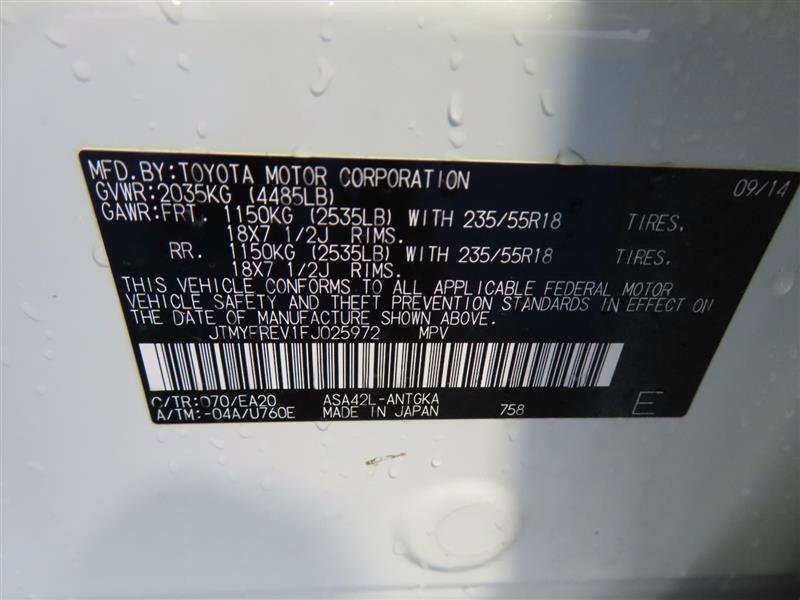 MFD.BY:TOYOTA MOTOR CORPORATION 09/14
GVWR:2035KG (4485LB)
GAWR:FRT. 1150KG (2535LB) WITH 235/55R18 TIRES.
18X7 1/2J RIMS.
RR. 1150KG (2535LB) WITH 235/55R18 TIRES.
18X7 1/2J RIMS.
THIS VEHICLE CONFORMS TO ALL APPLICABLE FEDERAL MOTOR
VEHICLE SAFETY AND THEFT PREVENTION STANDARDS IN EFFECT ON
THE DATE OF MANUFACTURE SHOWN ABOVE.
JTMYFREV1FJ025972 MPV
C/TR:070/EA20 ASA42L-ANTGKA
A/TM:-04A/U760E MADE IN JAPAN 758 E